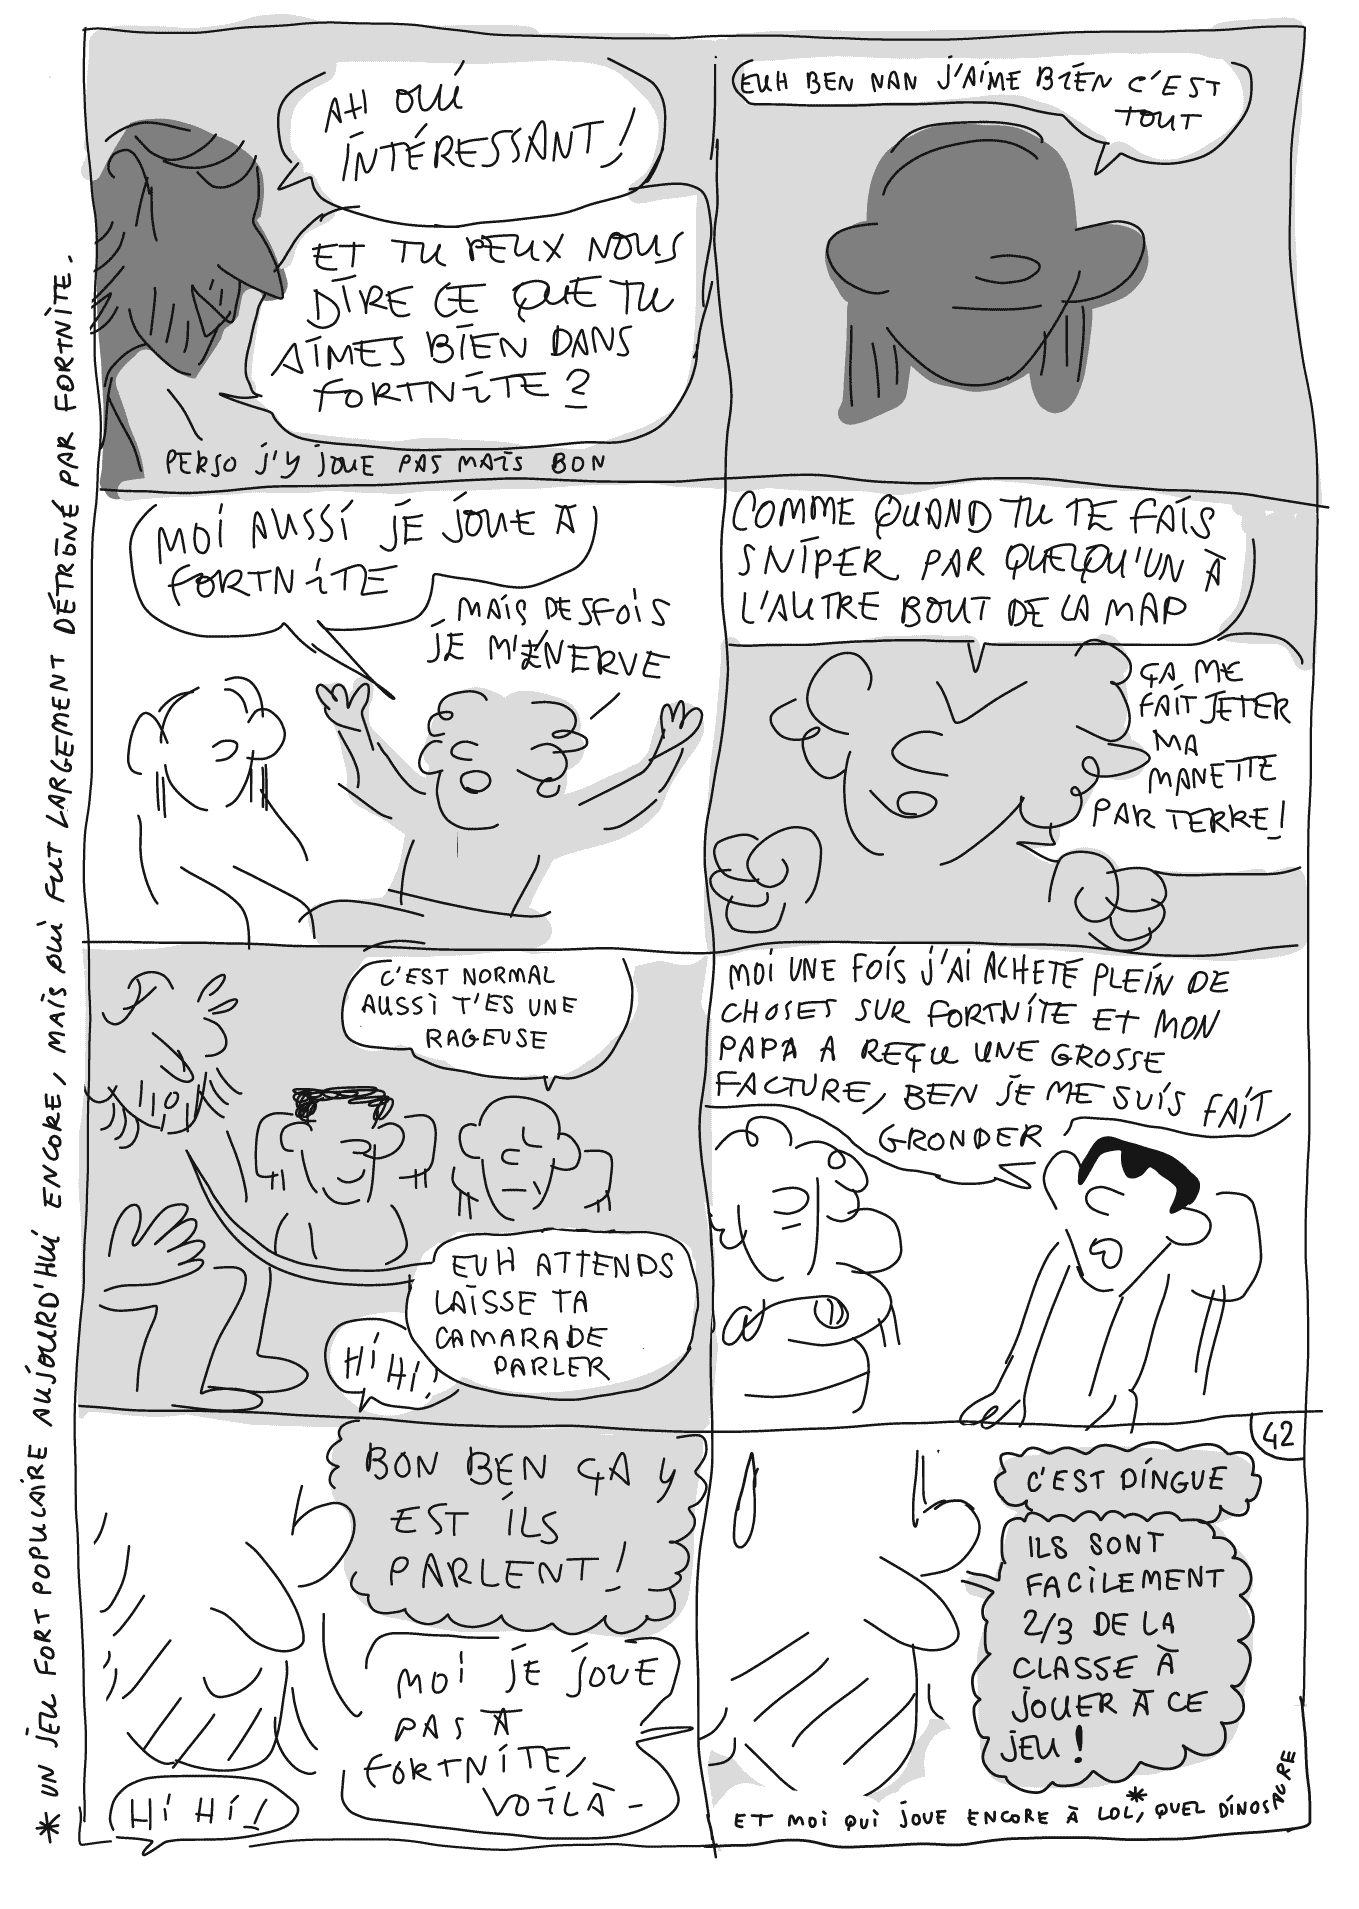 AH OUI
INTÉRESSANT!
ET TU PEUX NOUS
DIRE CE QUE TU
AIMES BIEN DANS
FORTNITE?
PERSO J'Y JOUE PAS MAIS BON
EUH BEN NAN J'AIME BIEN C'EST
TOUT
MOI AUSSI JE JOUE À
FORTNITE
MAIS DESFOIS
JE M'ÉNERVE
COMME QUAND TU TE FAIS
SNIPER PAR QUELQU'UN À
L'AUTRE BOUT DE LA MAP
ÇA ME
FAIT JETER
MA
MANETTE
PAR TERRE!
C'EST NORMAL
AUSSI T'ES UNE
RAGEUSE
EUH ATTENDS
LAISSE TA
CAMARADE
PARLER
HI HI!
MOI UNE FOIS J'AI ACHETÉ PLEIN DE
CHOSES SUR FORTNITE ET MON
PAPA A REÇU UNE GROSSE
FACTURE, BEN JE ME SUIS FAIT
GRONDER
BON BEN ÇA Y
EST ILS
PARLENT!
MOI JE JOUE
PAS À
FORTNITE,
VOILÀ-
HI HI!
42
C'EST DINGUE
ILS SONT
FACILEMENT
2/3 DE LA
CLASSE À
JOUER À CE
JEU!
ET MOI QUI JOUE ENCORE À LOL*, QUEL DINOSAURE
* UN JEU FORT POPULAIRE AUJOURD'HUI ENCORE, MAIS QUI FUT LARGEMENT DÉTRÔNÉ PAR FORTNITE.